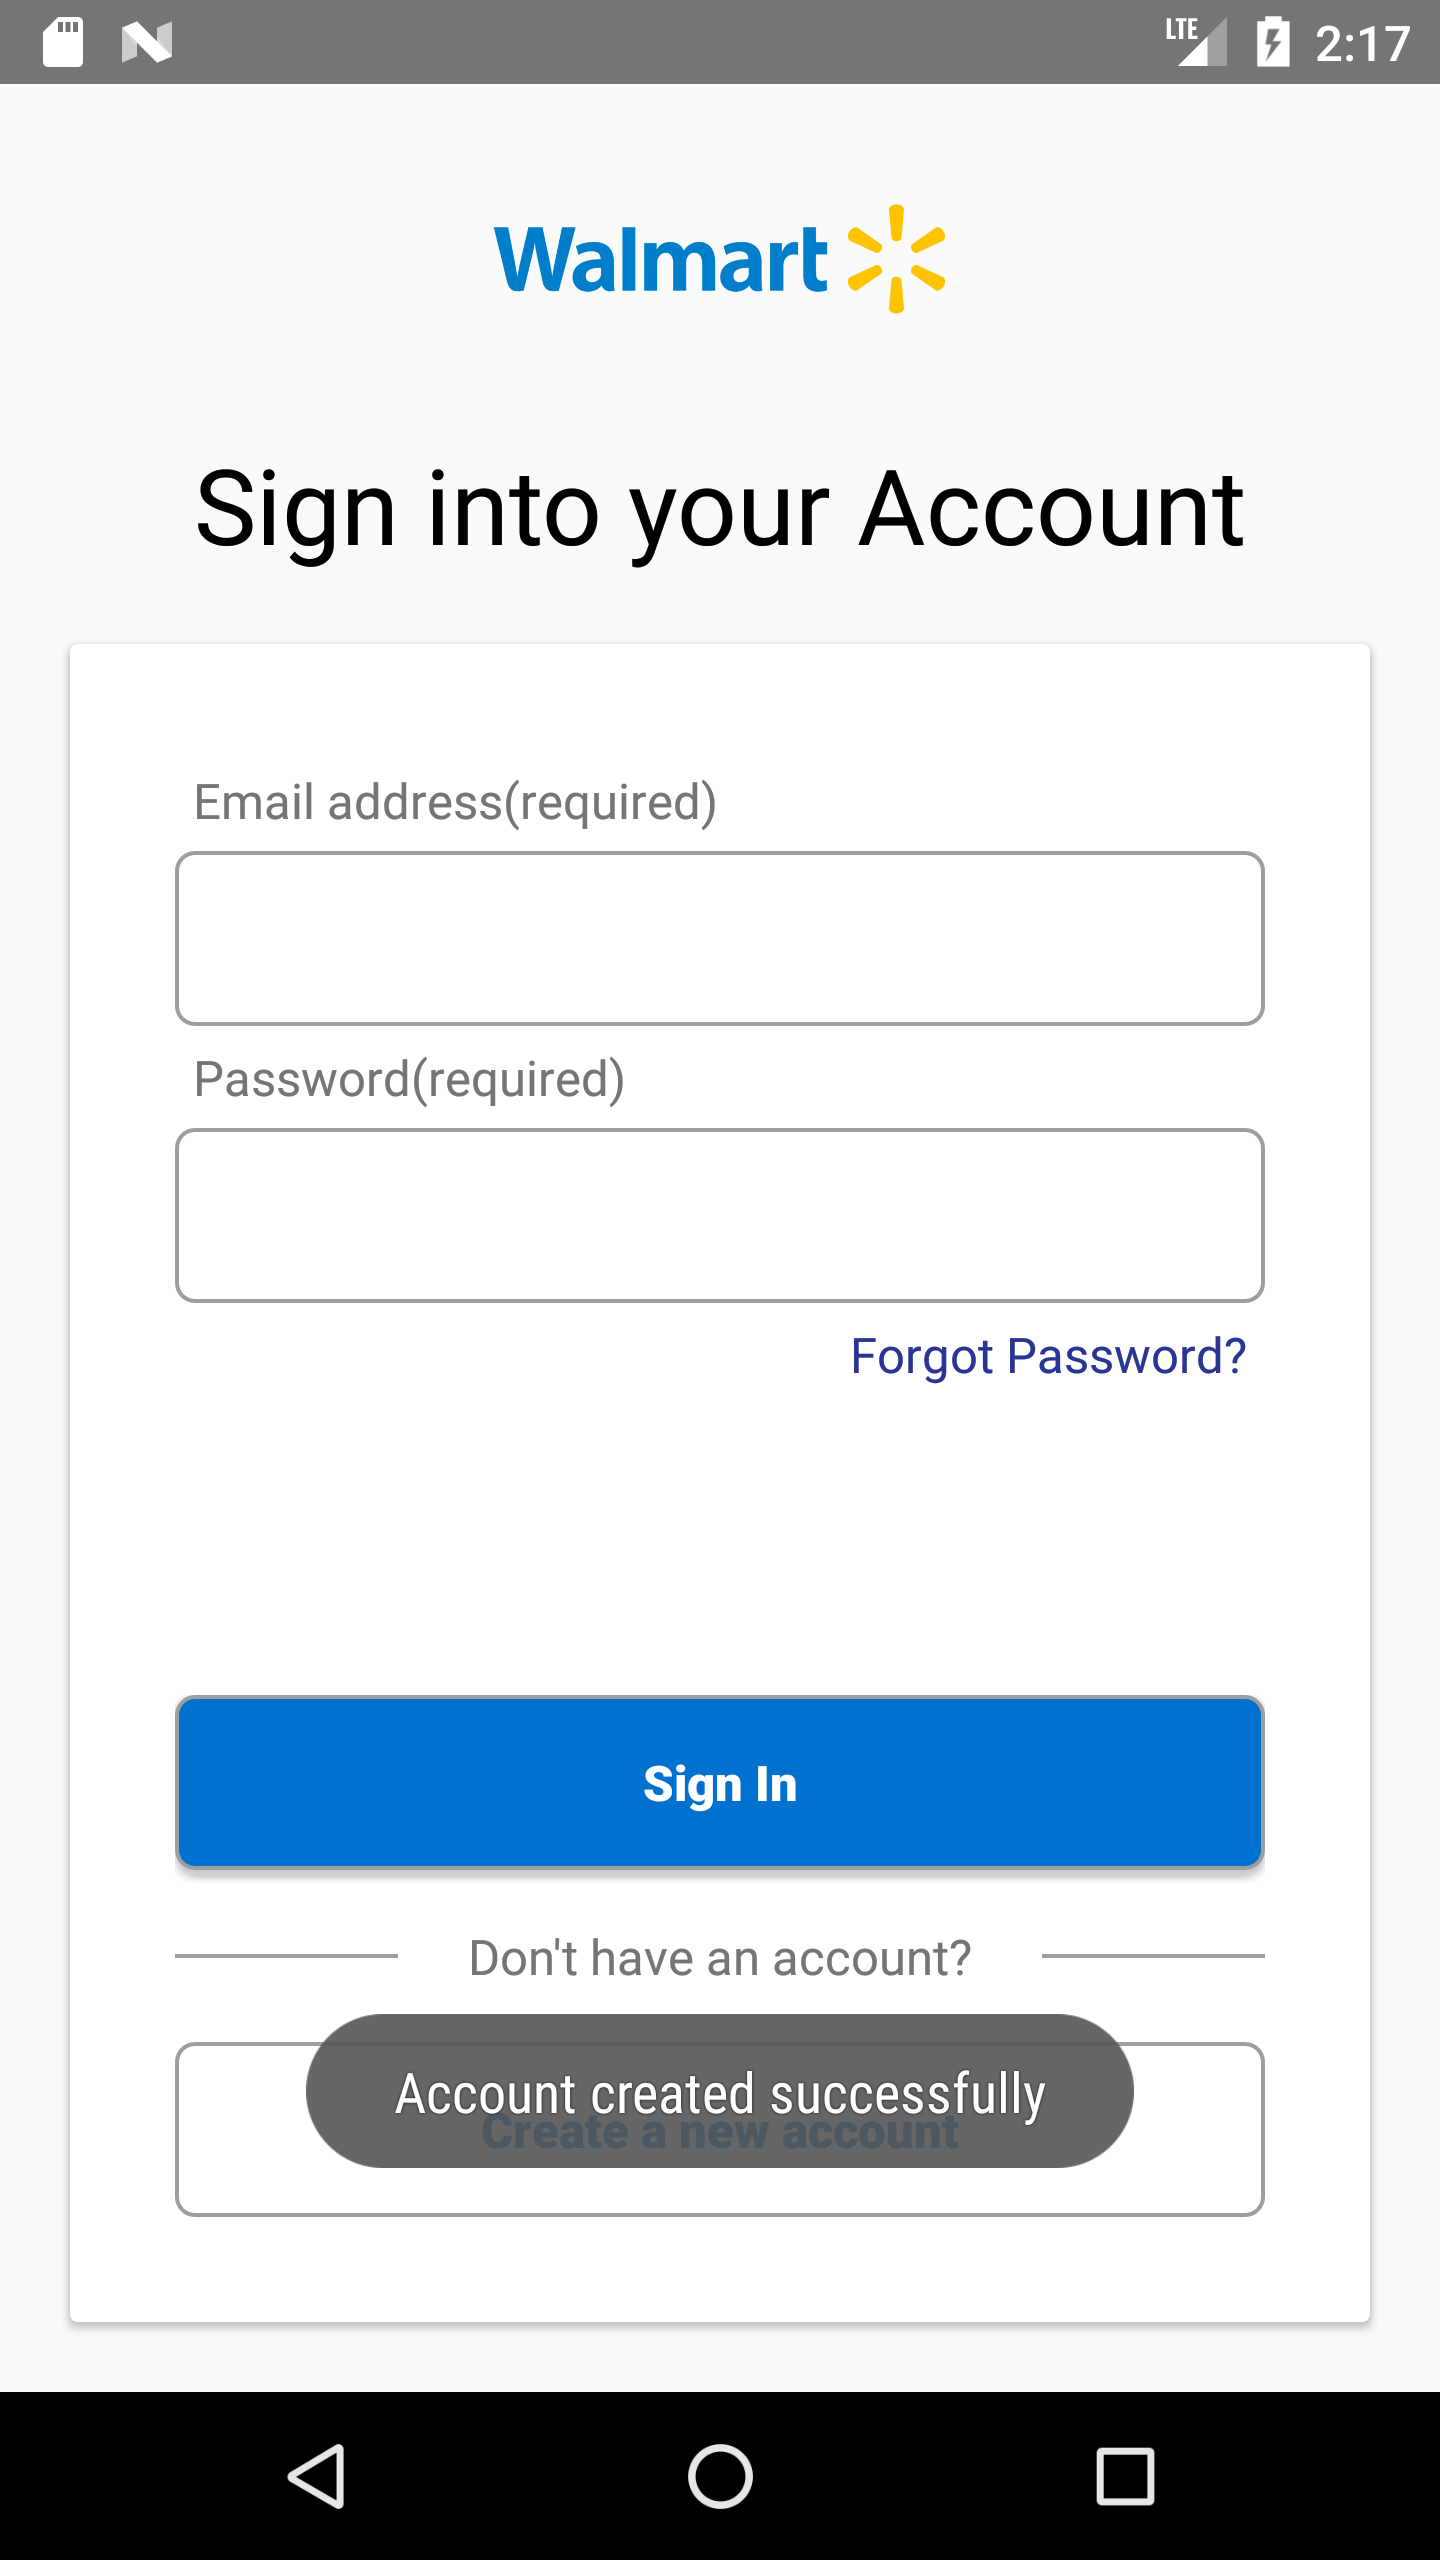 LTE 2:17
Walmart
Sign into your Account
Email address(required)
Password(required)
Forgot Password?
Sign In
Don't have an account?
Account created successfully
Create a new account